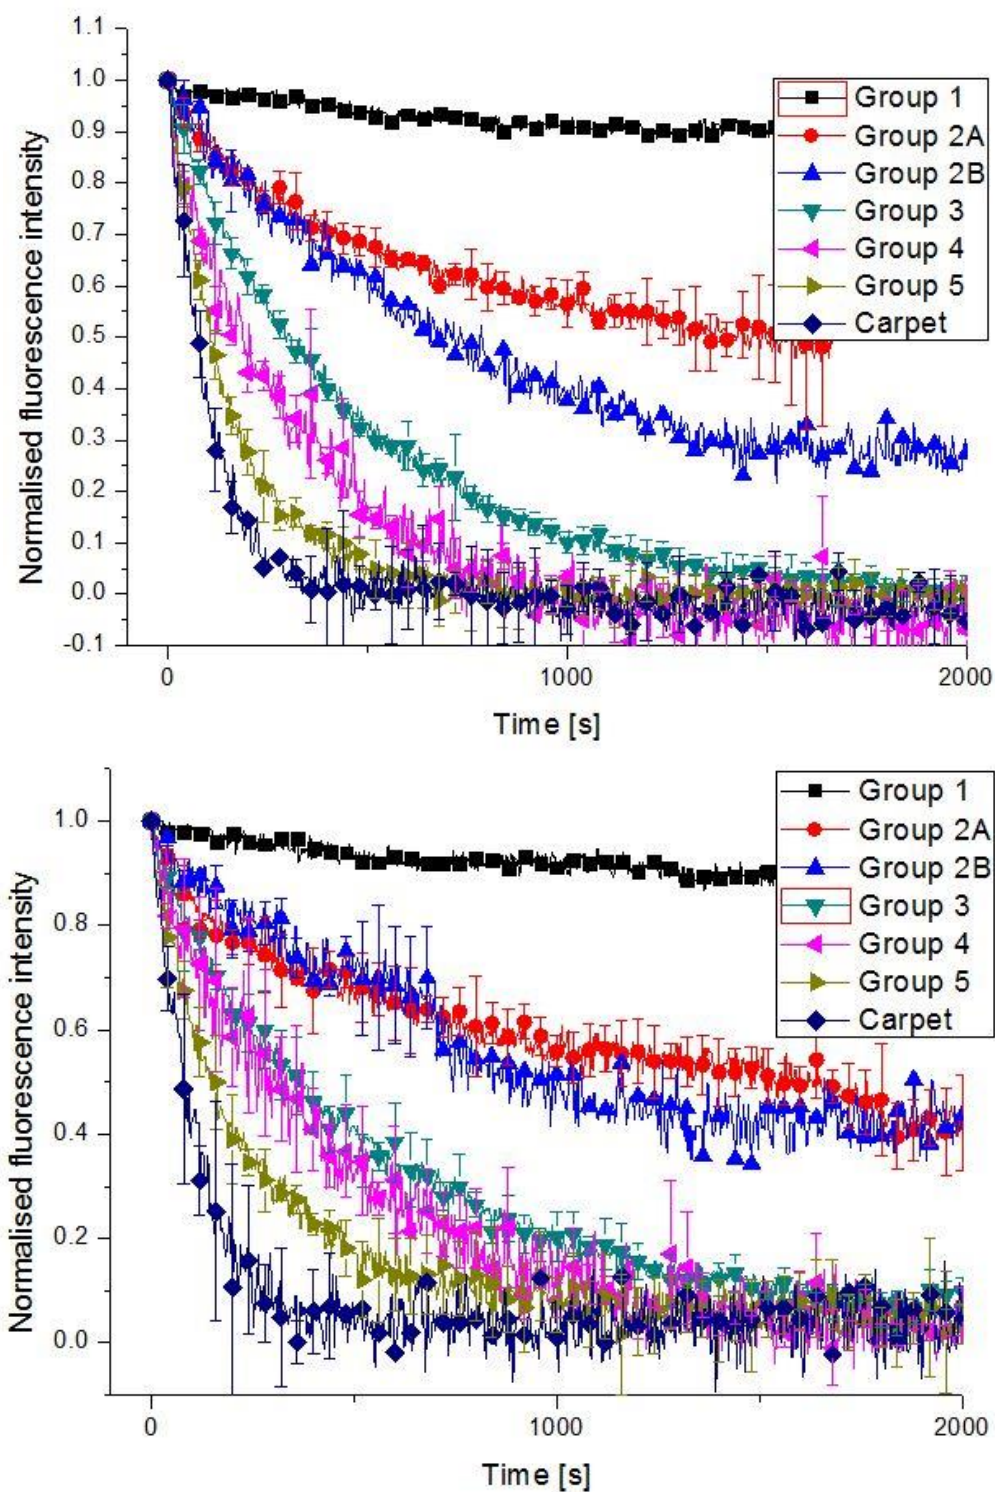 1.1
1.0
0.9
0.8
0.7
0.6
0.5
0.4
0.3
0.2
0.1
0.0
-0.1
Normalised fluorescence intensity
0
1000
2000
Time [s]
Group 1
Group 2A
Group 2B
Group 3
Group 4
Group 5
Carpet
1.0
0.8
0.6
0.4
0.2
0.0
Normalised fluorescence intensity
0
1000
2000
Time [s]
Group 1
Group 2A
Group 2B
Group 3
Group 4
Group 5
Carpet